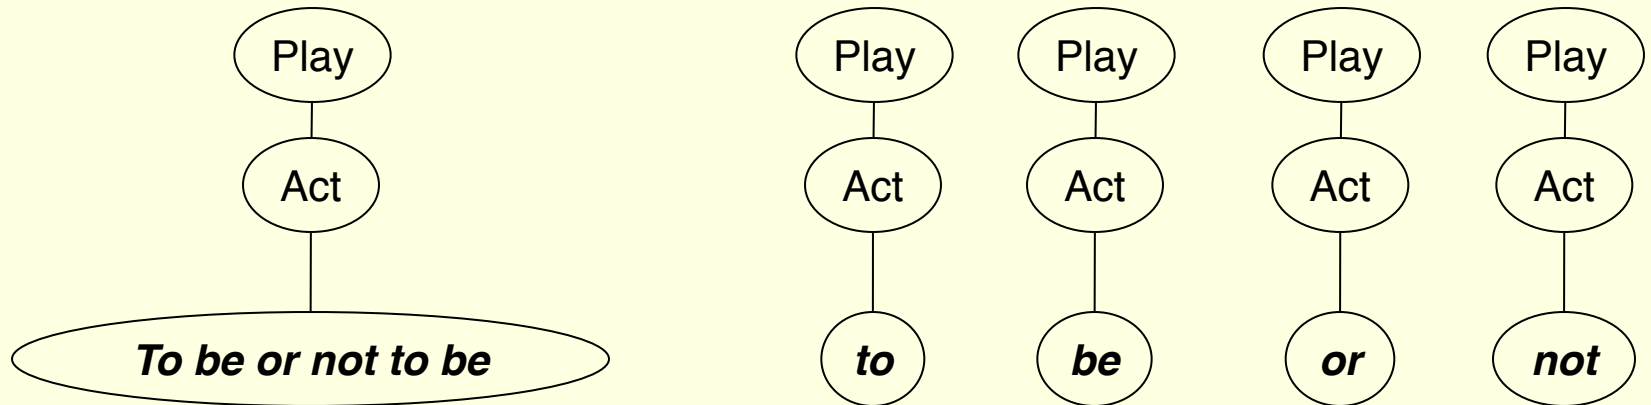 Play Play Play Play Play
Act Act Act Act Act
To be or not to be to be or not